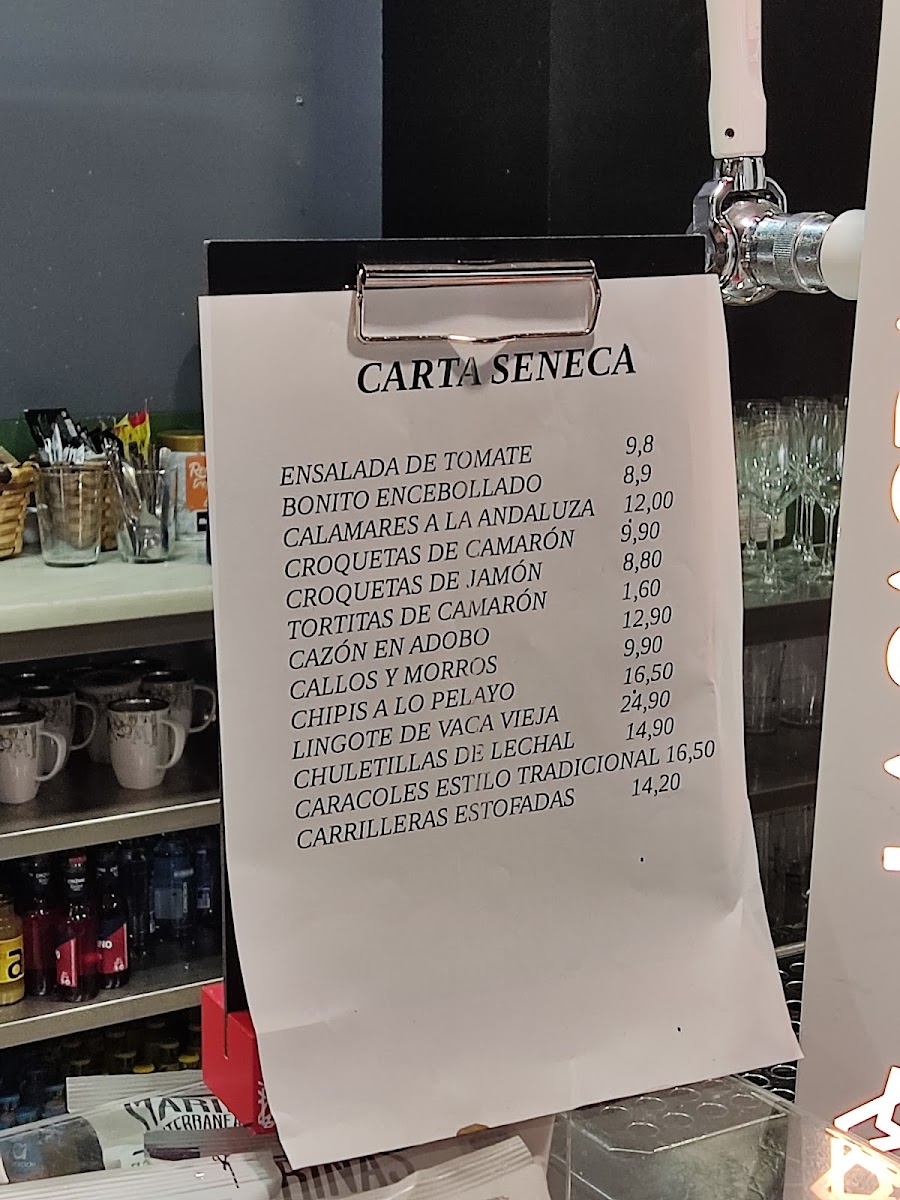 CARTA SENECA
ENSALADA DE TOMATE 9,8
BONITO ENCEBOLLADO 8,9
CALAMARES A LA ANDALUZA 12,00
CROQUETAS DE CAMARÓN 9,90
CROQUETAS DE JAMÓN 8,80
TORTITAS DE CAMARÓN 1,60
CAZÓN EN ADOBO 12,90
CALLOS Y MORROS 9,90
CHIPIS A LO PELAYO 16,50
LINGOTE DE VACA VIEJA 24,90
CHULETILLAS DE LECHAL 14,90
CARACOLES ESTILO TRADICIONAL 16,50
CARRILLERAS ESTOFADAS 14,20